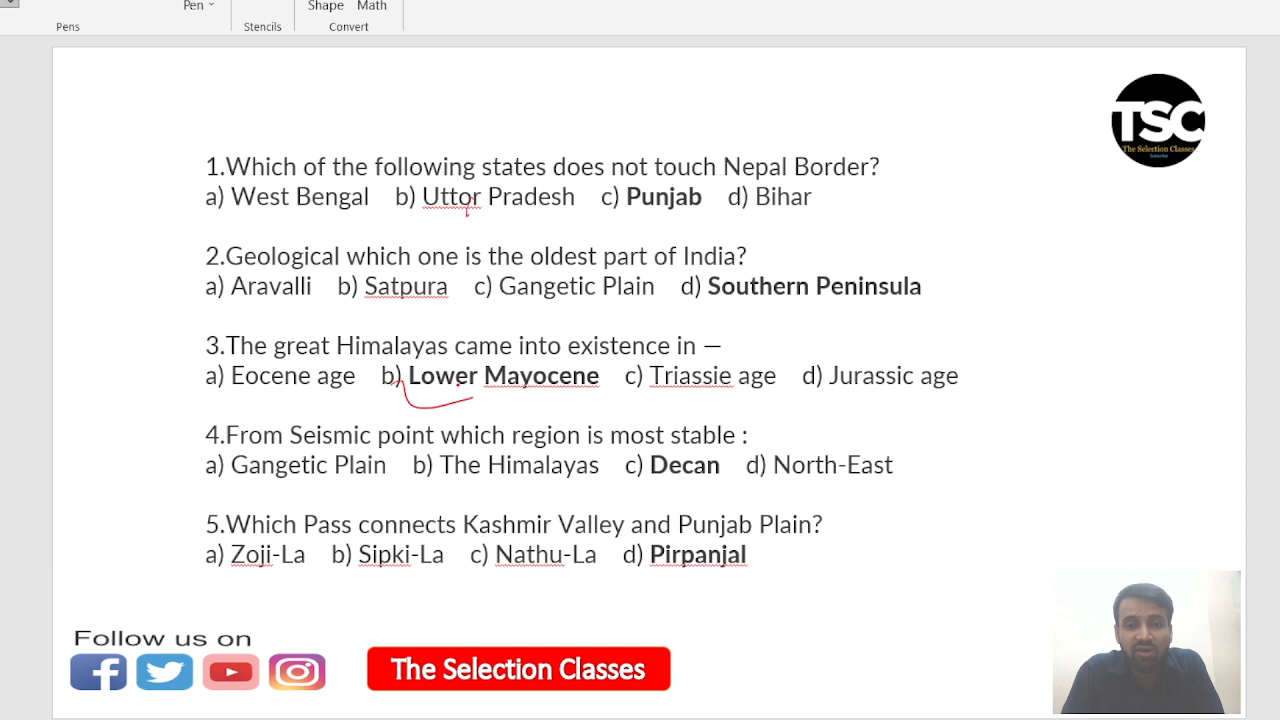 Pen
Shape Math
Pens Stencils Convert
TSC
The Selection Classes
Subscribe
1.Which of the following states does not touch Nepal Border?
a) West Bengal b) Uttor Pradesh c) Punjab d) Bihar
2.Geological which one is the oldest part of India?
a) Aravalli b) Satpura c) Gangetic Plain d) Southern Peninsula
3.The great Himalayas came into existence in —
a) Eocene age b) Lower Mayocene c) Triassie age d) Jurassic age
4.From Seismic point which region is most stable :
a) Gangetic Plain b) The Himalayas c) Decan d) North-East
5.Which Pass connects Kashmir Valley and Punjab Plain?
a) Zoji-La b) Sipki-La c) Nathu-La d) Pirpanjal
Follow us on
The Selection Classes